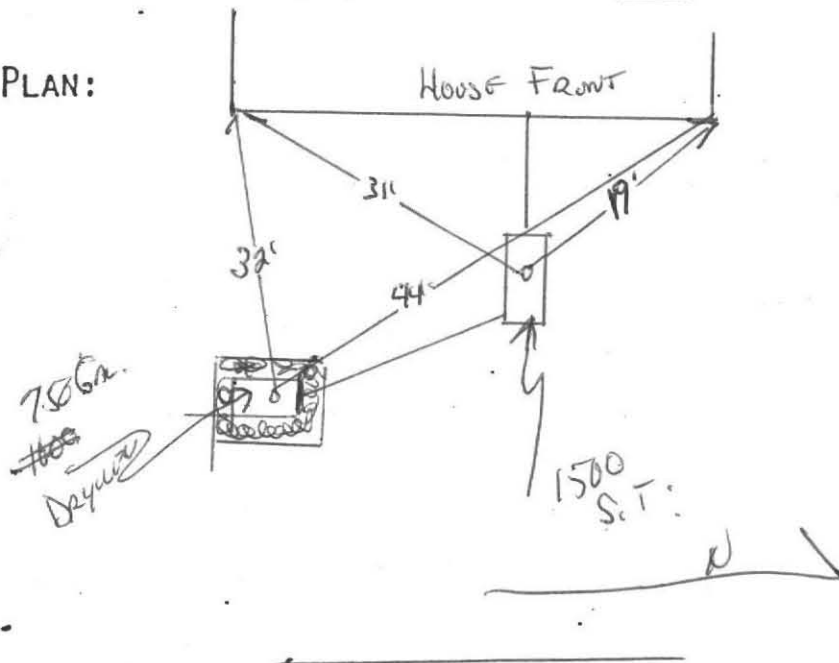 PLAN:
HOUSE FRONT
31'
19'
32'
44'
750 Gal.
DRYWELL
1500
S.T.
N